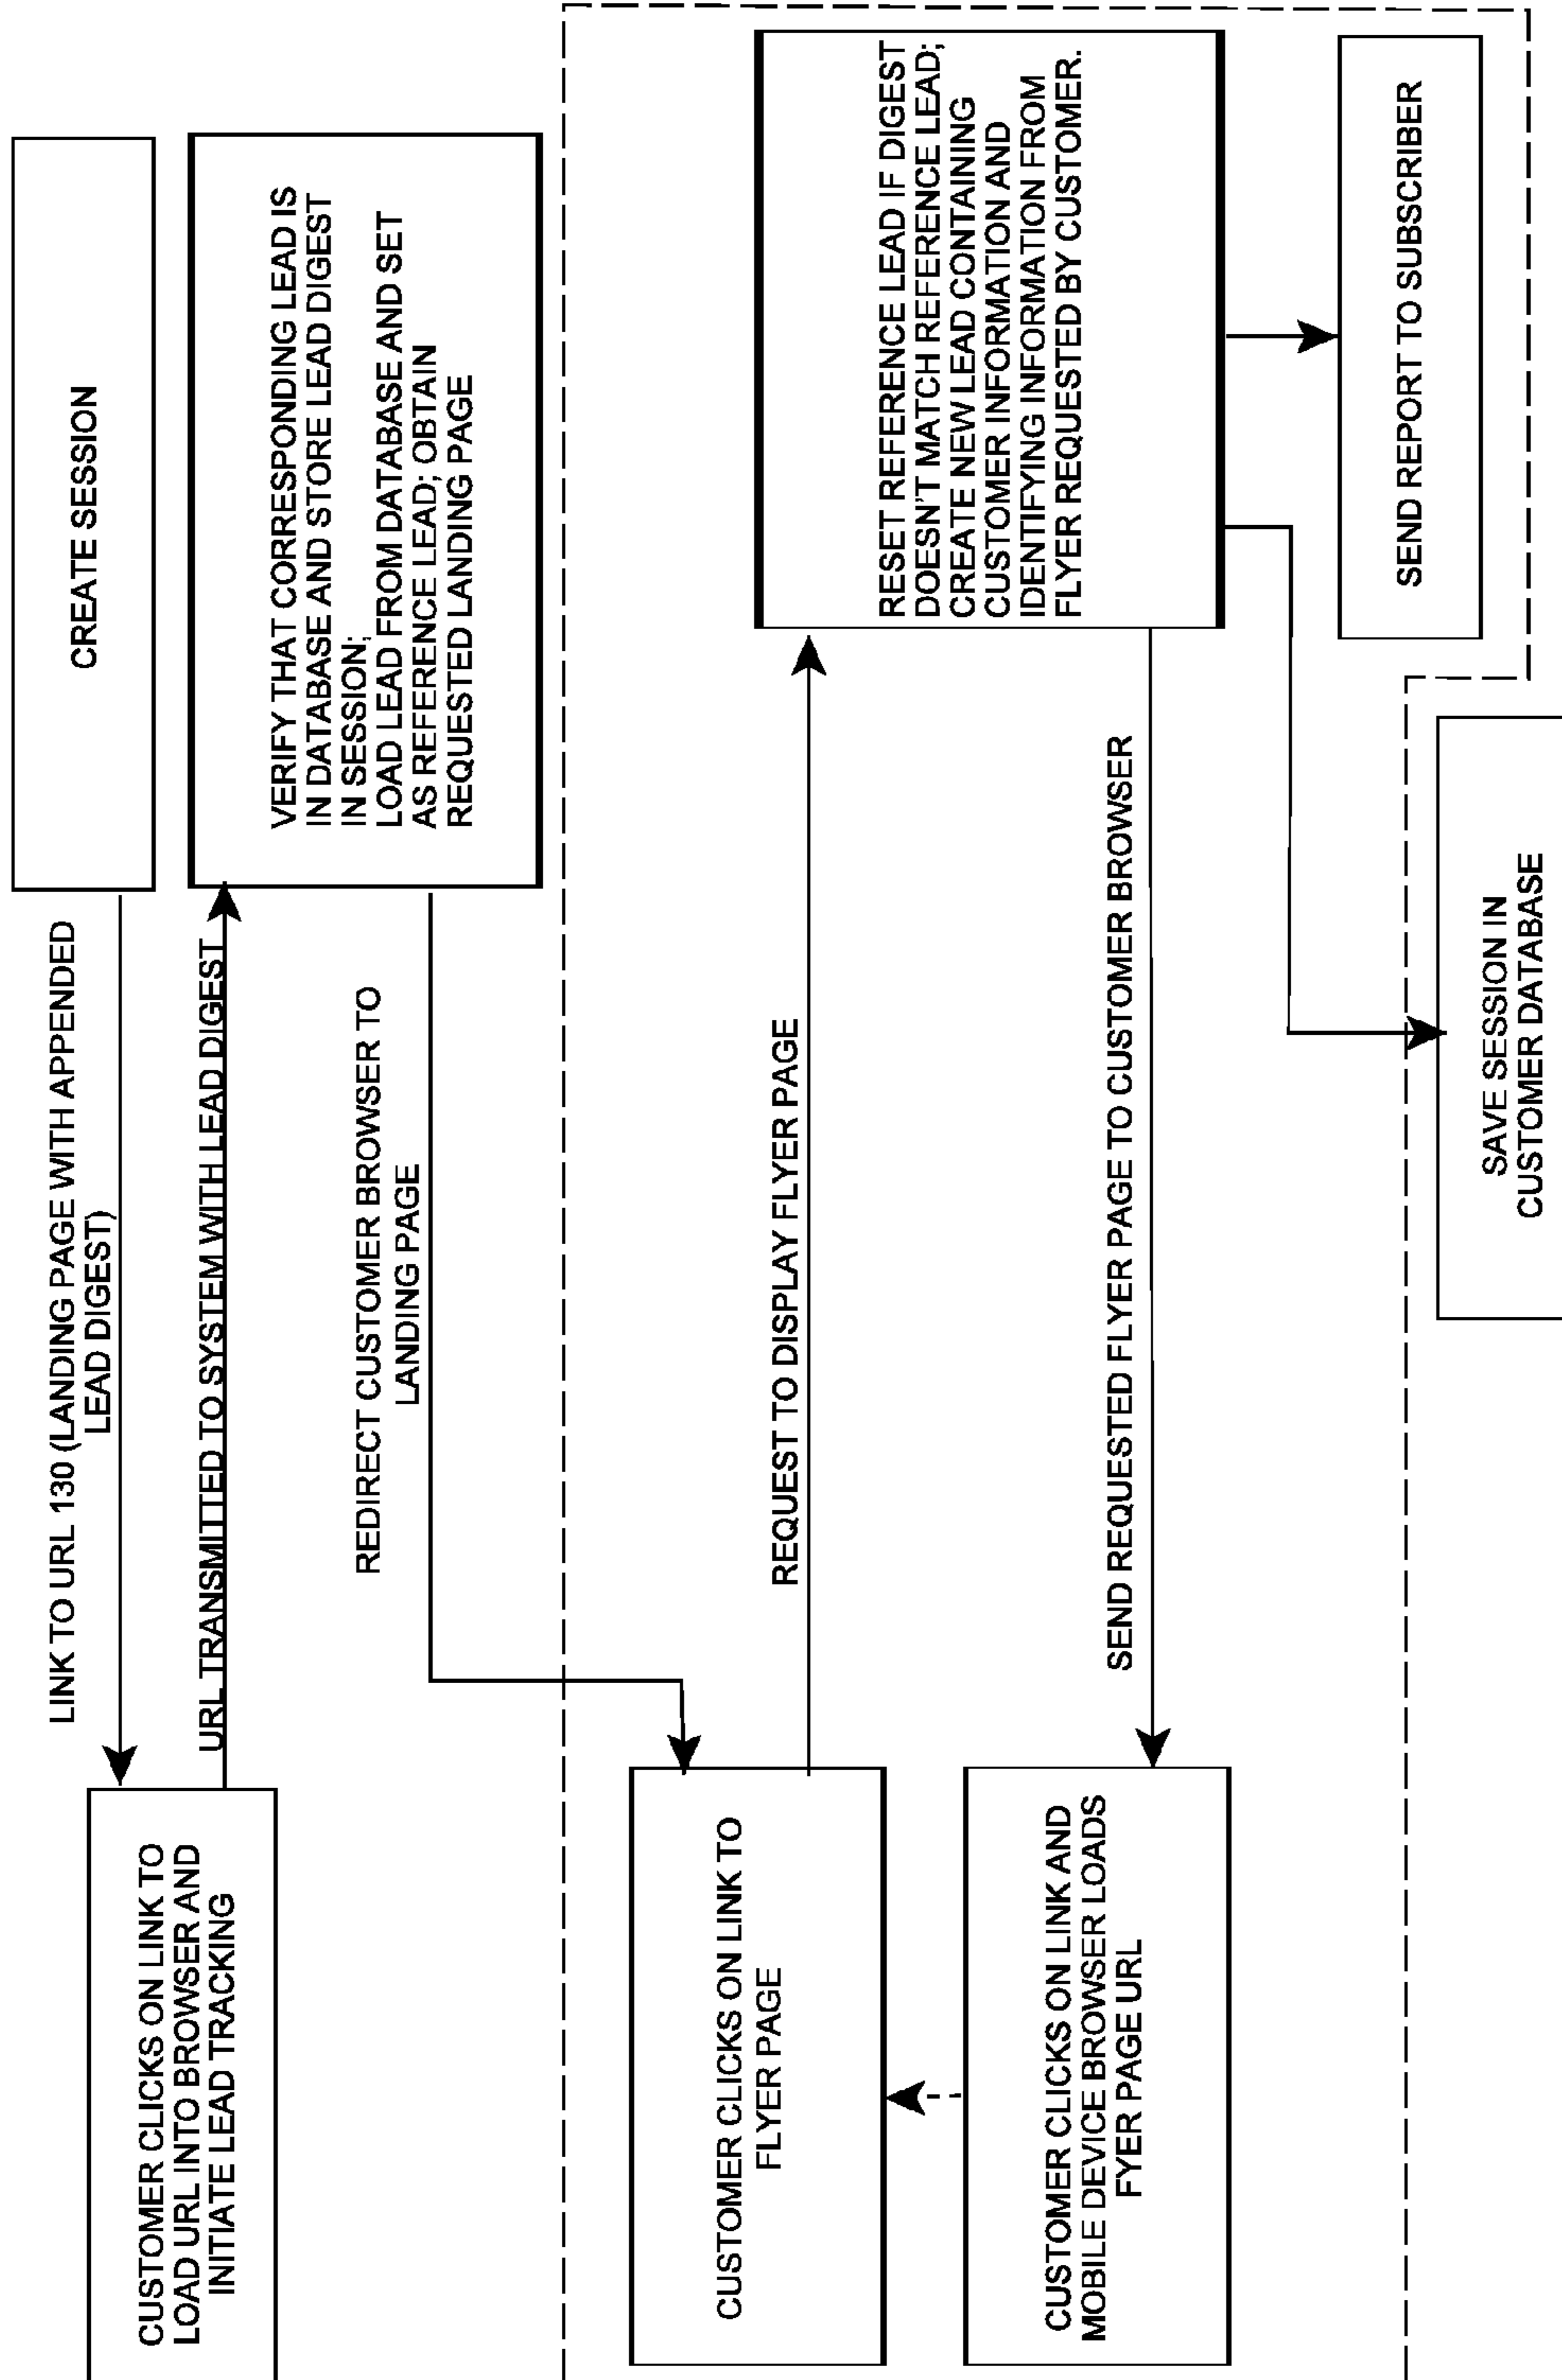 CREATE SESSION
LINK TO URL 130 (LANDING PAGE WITH APPENDED
LEAD DIGEST)
CUSTOMER CLICKS ON LINK TO
LOAD URL INTO BROWSER AND
INITIATE LEAD TRACKING
URL TRANSMITTED TO SYSTEM WITH LEAD DIGEST
VERIFY THAT CORRESPONDING LEAD IS
IN DATABASE AND STORE LEAD DIGEST
IN SESSION;
LOAD LEAD FROM DATABASE AND SET
AS REFERENCE LEAD; OBTAIN
REQUESTED LANDING PAGE
REDIRECT CUSTOMER BROWSER TO
LANDING PAGE
CUSTOMER CLICKS ON LINK TO
FLYER PAGE
REQUEST TO DISPLAY FLYER PAGE
RESET REFERENCE LEAD IF DIGEST
DOESN'T MATCH REFERENCE LEAD;
CREATE NEW LEAD CONTAINING
CUSTOMER INFORMATION AND
IDENTIFYING INFORMATION FROM
FLYER REQUESTED BY CUSTOMER.
SEND REQUESTED FLYER PAGE TO CUSTOMER BROWSER
CUSTOMER CLICKS ON LINK AND
MOBILE DEVICE BROWSER LOADS
FYER PAGE URL
SEND REPORT TO SUBSCRIBER
SAVE SESSION IN
CUSTOMER DATABASE